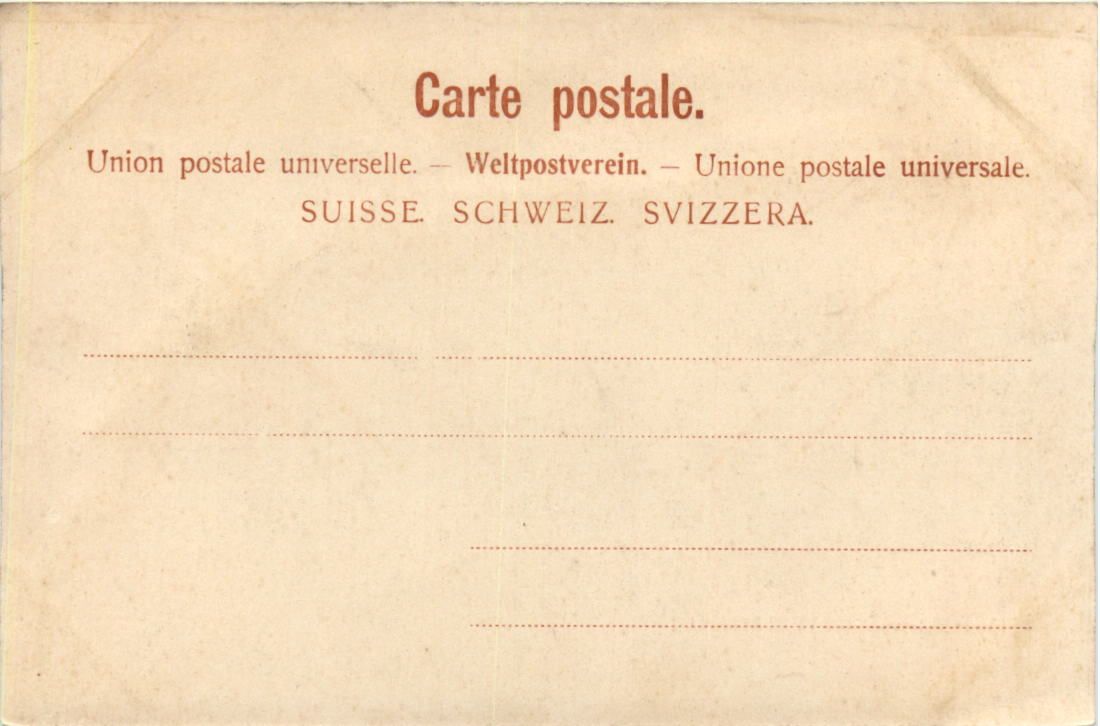 Carte postale.
Union postale universelle. — Weltpostverein. — Unione postale universale.
SUISSE. SCHWEIZ. SVIZZERA.